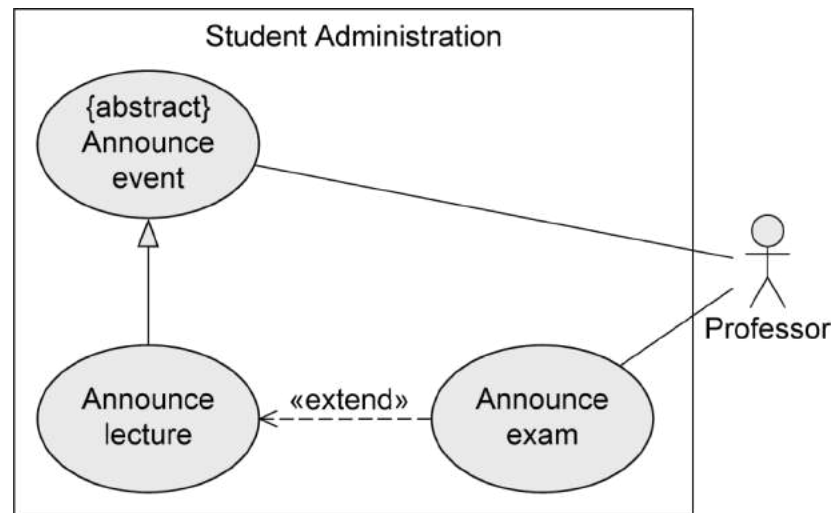 Student Administration
{abstract}
Announce
event
Professor
Announce
lecture
«extend»
Announce
exam